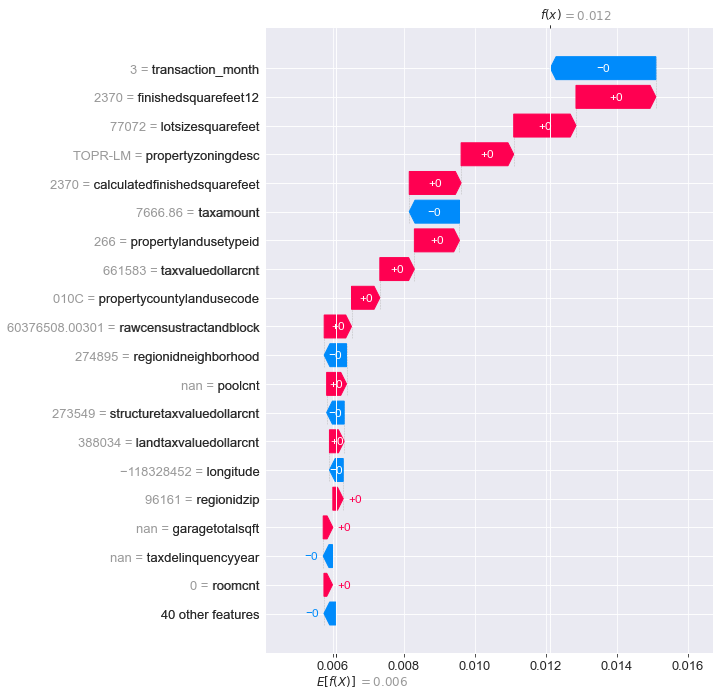 f(x) = 0.012
3 = transaction_month
−0
2370 = finishedsquarefeet12
+0
77072 = lotsizesquarefeet
+0
TOPR-LM = propertyzoningdesc
+0
2370 = calculatedfinishedsquarefeet
+0
7666.86 = taxamount
−0
266 = propertylandusetypeid
+0
661583 = taxvaluedollarcnt
+0
010C = propertycountylandusecode
+0
60376508.00301 = rawcensustractandblock
+0
274895 = regionidneighborhood
−0
nan = poolcnt
+0
273549 = structuretaxvaluedollarcnt
−0
388034 = landtaxvaluedollarcnt
+0
−118328452 = longitude
−0
96161 = regionidzip
+0
nan = garagetotalsqft
+0
nan = taxdelinquencyyear
−0
0 = roomcnt
+0
40 other features
−0
0.006 0.008 0.010 0.012 0.014 0.016
E[f(X)] = 0.006